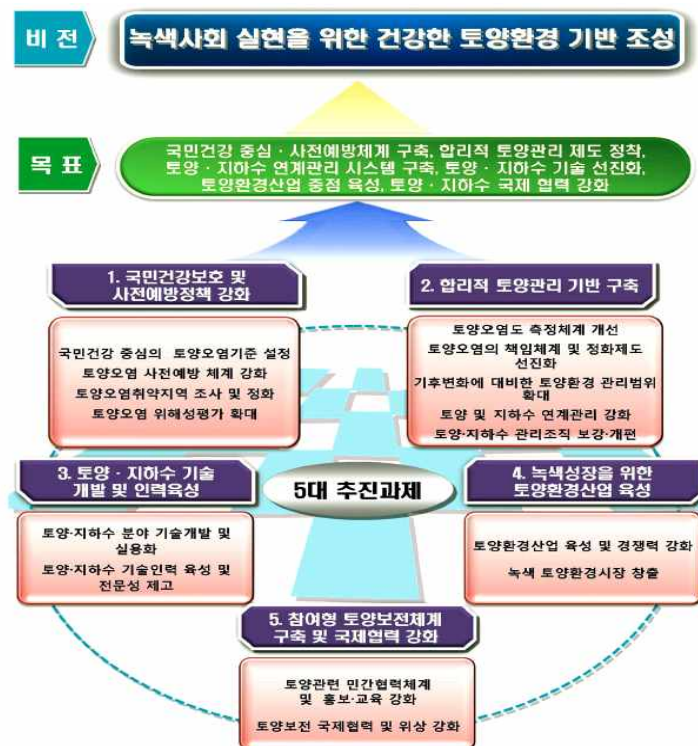 비 전
녹색사회 실현을 위한 건강한 토양환경 기반 조성
목 표
국민건강 중심 · 사전예방체계 구축, 합리적 토양관리 제도 정착,
토양 · 지하수 연계관리 시스템 구축, 토양 · 지하수 기술 선진화,
토양환경산업 중점 육성, 토양 · 지하수 국제 협력 강화
1. 국민건강보호 및
사전예방정책 강화
국민건강 중심의 토양오염기준 설정
토양오염 사전예방 체계 강화
토양오염취약지역 조사 및 정화
토양오염 위해성평가 확대
2. 합리적 토양관리 기반 구축
토양오염도 측정체계 개선
토양오염의 책임체계 및 정화제도
선진화
기후변화에 대비한 토양환경 관리범위
확대
토양 및 지하수 연계관리 강화
토양·지하수 관리조직 보강·개편
5대 추진과제
3. 토양 · 지하수 기술
개발 및 인력육성
토양·지하수 분야 기술개발 및
실용화
토양·지하수 기술인력 육성 및
전문성 제고
4. 녹색성장을 위한
토양환경산업 육성
토양환경산업 육성 및 경쟁력 강화
녹색 토양환경시장 창출
5. 참여형 토양보전체계
구축 및 국제협력 강화
토양관련 민간협력체계
및 홍보·교육 강화
토양보전 국제협력 및 위상 강화